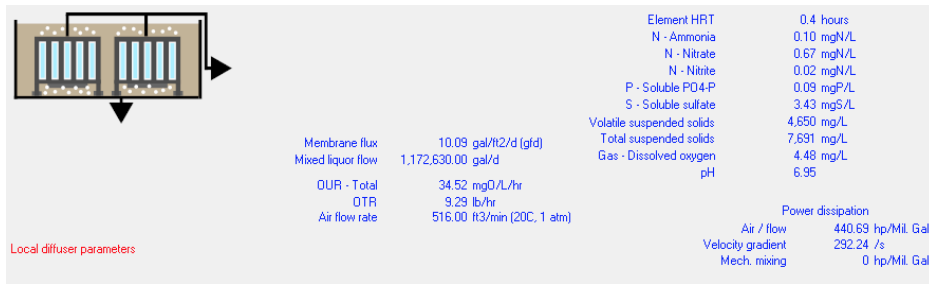 Element HRT 0.4 hours
N - Ammonia 0.10 mgN/L
N - Nitrate 0.67 mgN/L
N - Nitrite 0.02 mgN/L
P - Soluble PO4-P 0.09 mgP/L
S - Soluble sulfate 3.43 mgS/L
Volatile suspended solids 4,650 mg/L
Total suspended solids 7,691 mg/L
Gas - Dissolved oxygen 4.48 mg/L
pH 6.95
Membrane flux 10.09 gal/ft2/d (gfd)
Mixed liquor flow 1,172,630.00 gal/d
OUR - Total 34.52 mgO/L/hr
OTR 9.29 lb/hr
Air flow rate 516.00 ft3/min (20C, 1 atm)
Power dissipation
Air / flow 440.69 hp/Mil. Gal
Velocity gradient 292.24 /s
Mech. mixing 0 hp/Mil. Gal
Local diffuser parameters